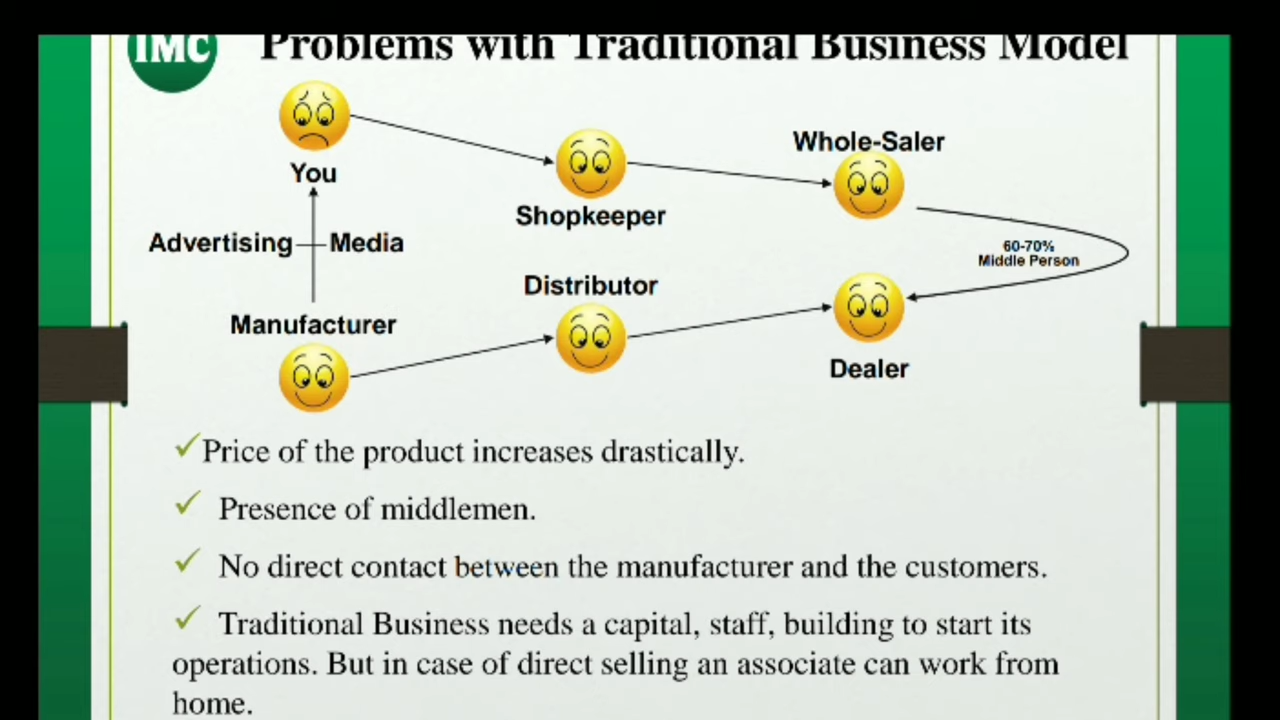 IMC
Problems with Traditional Business Model
You
Shopkeeper
Whole-Saler
Advertising Media
60-70%
Middle Person
Manufacturer
Distributor
Dealer
Price of the product increases drastically.
Presence of middlemen.
No direct contact between the manufacturer and the customers.
Traditional Business needs a capital, staff, building to start its
operations. But in case of direct selling an associate can work from
home.